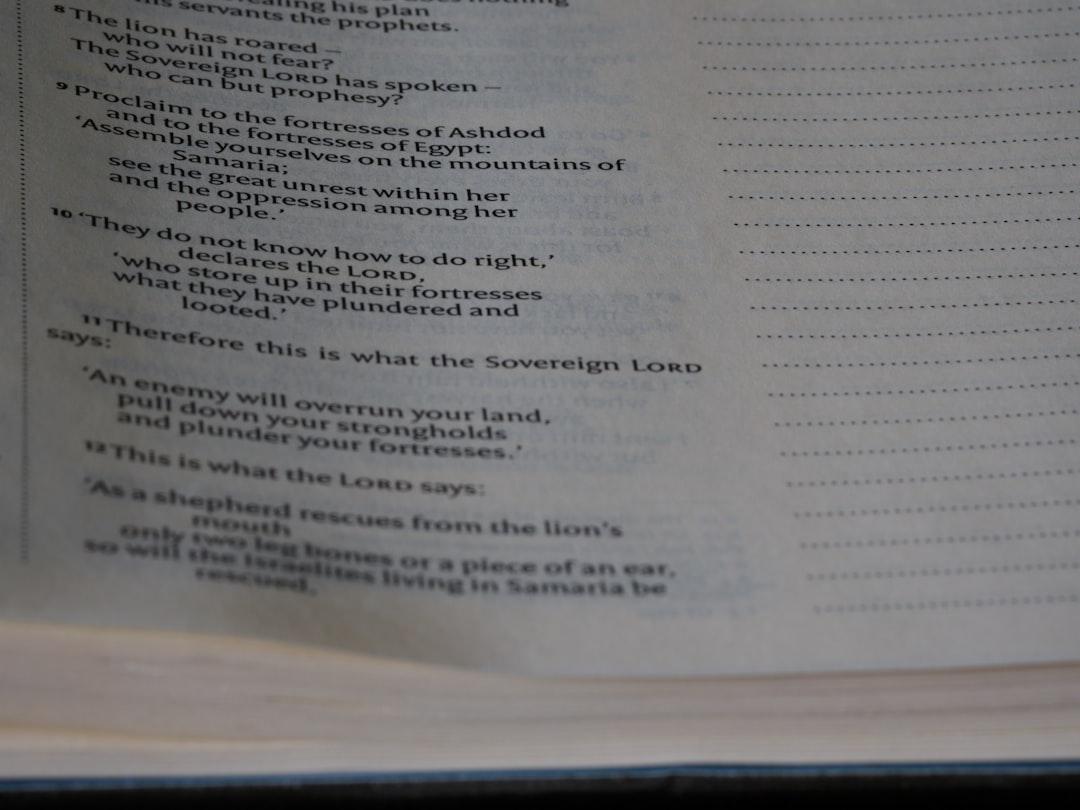 revealing his plan
his servants the prophets.
8 The lion has roared –
who will not fear?
The Sovereign LORD has spoken –
who can but prophesy?
9 Proclaim to the fortresses of Ashdod
and to the fortresses of Egypt:
‘Assemble yourselves on the mountains of
Samaria;
see the great unrest within her
and the oppression among her
people.’
10 ‘They do not know how to do right,’
declares the LORD,
‘who store up in their fortresses
what they have plundered and
looted.’
11 Therefore this is what the Sovereign LORD
says:
‘An enemy will overrun your land,
pull down your strongholds
and plunder your fortresses.’
12 This is what the LORD says:
‘As a shepherd rescues from the lion’s
mouth
only two leg bones or a piece of an ear,
so will the Israelites living in Samaria be
rescued,